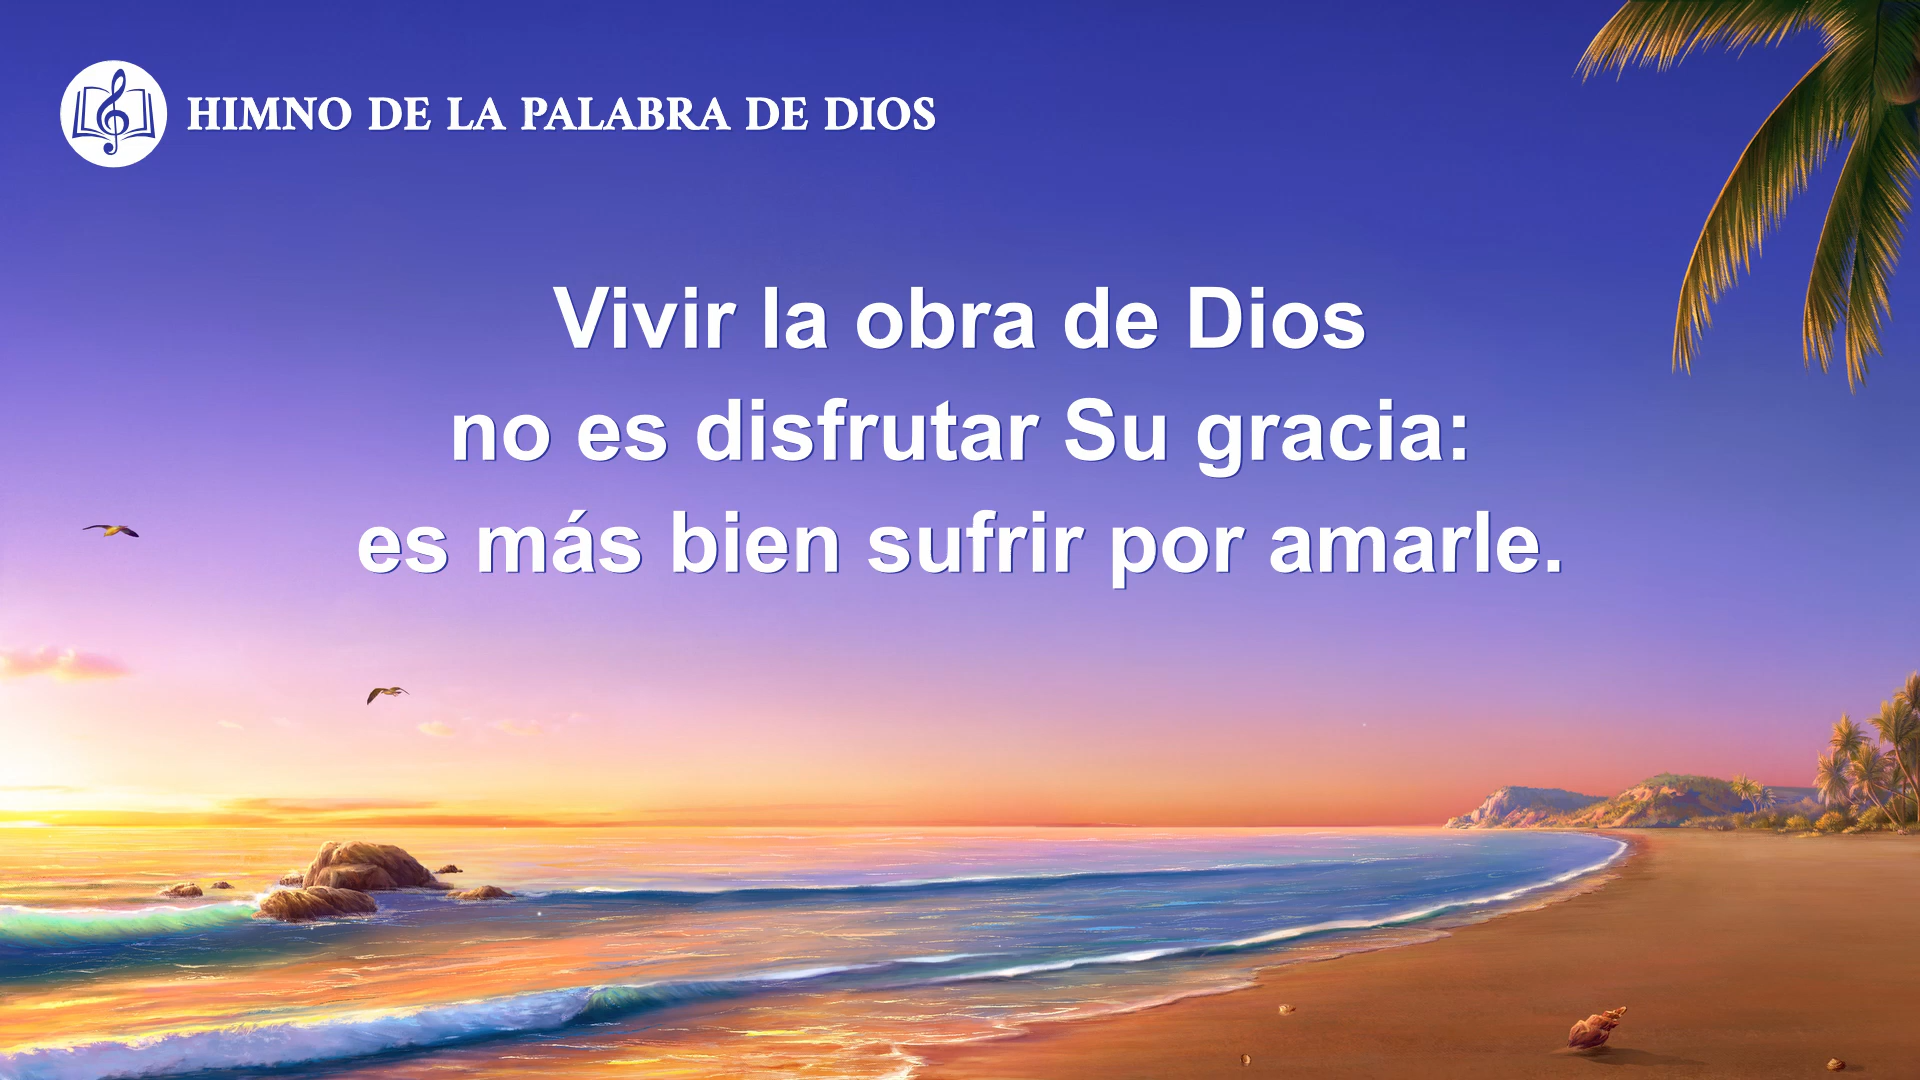 HIMNO DE LA PALABRA DE DIOS
Vivir la obra de Dios
no es disfrutar Su gracia:
es más bien sufrir por amarle.